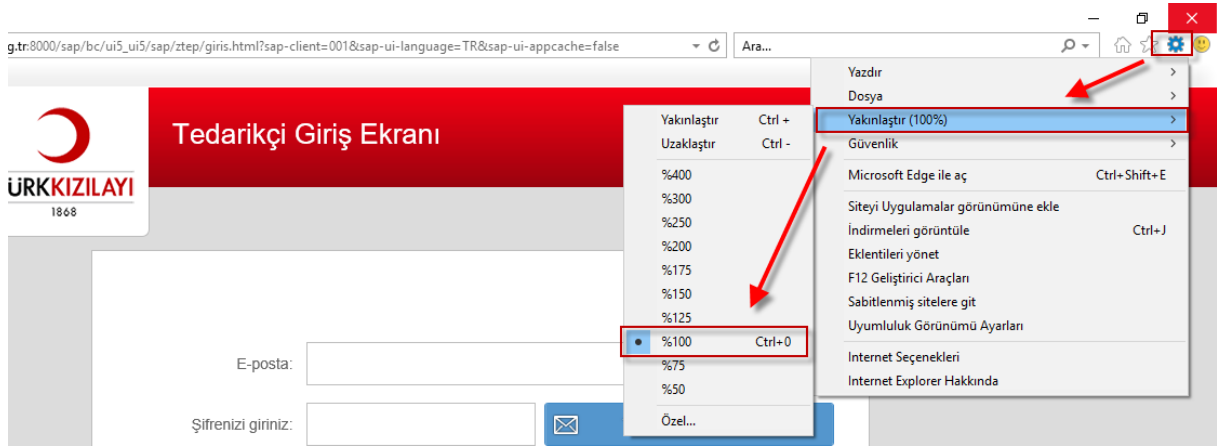 g.tr:8000/sap/bc/ui5_ui5/sap/ztep/giris.html?sap-client=001&sap-ui-language=TR&sap-ui-appcache=false
Ara...
Tedarikçi Giriş Ekranı
ÜRKKIZILAYI
1868
E-posta:
Şifrenizi giriniz:
Yazdır
Dosya
Yakınlaştır (100%)
Güvenlik
Microsoft Edge ile aç Ctrl+Shift+E
Siteyi Uygulamalar görünümüne ekle
İndirmeleri görüntüle Ctrl+J
Eklentileri yönet
F12 Geliştirici Araçları
Sabitlenmiş sitelere git
Uyumluluk Görünümü Ayarları
Internet Seçenekleri
Internet Explorer Hakkında
Yakınlaştır Ctrl +
Uzaklaştır Ctrl -
%400
%300
%250
%200
%175
%150
%125
%100 Ctrl+0
%75
%50
Özel...